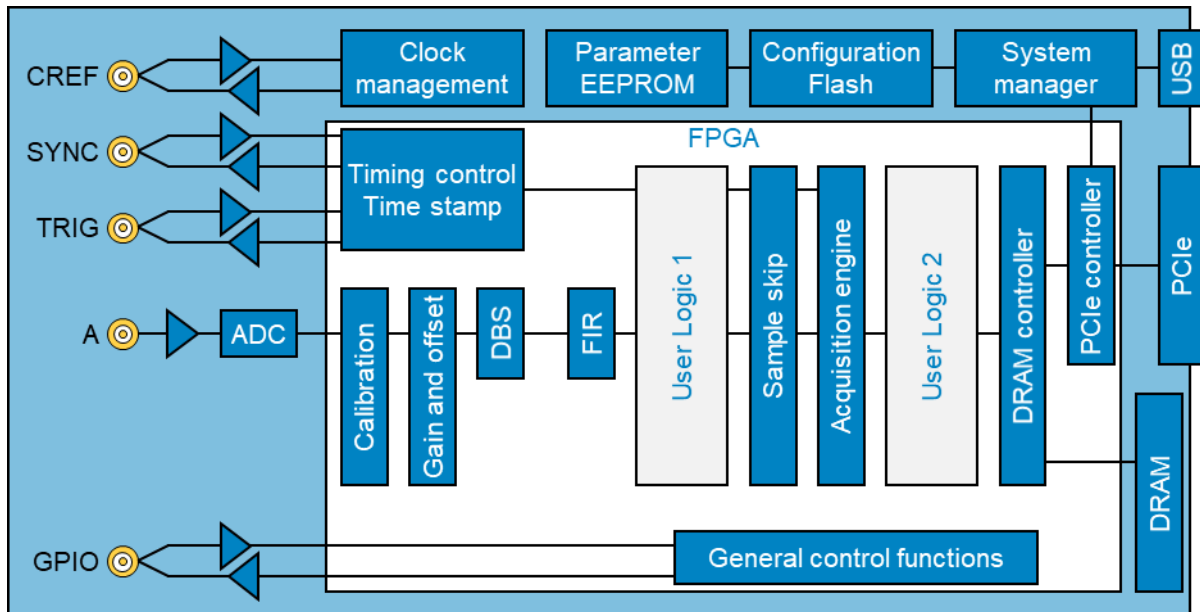 CREF
Clock
management
Parameter
EEPROM
Configuration
Flash
System
manager
USB
SYNC
TRIG
Timing control
Time stamp
FPGA
A
ADC
Calibration
Gain and offset
DBS
FIR
User Logic 1
Sample skip
Acquisition engine
User Logic 2
DRAM controller
PCIe controller
PCIe
DRAM
GPIO
General control functions